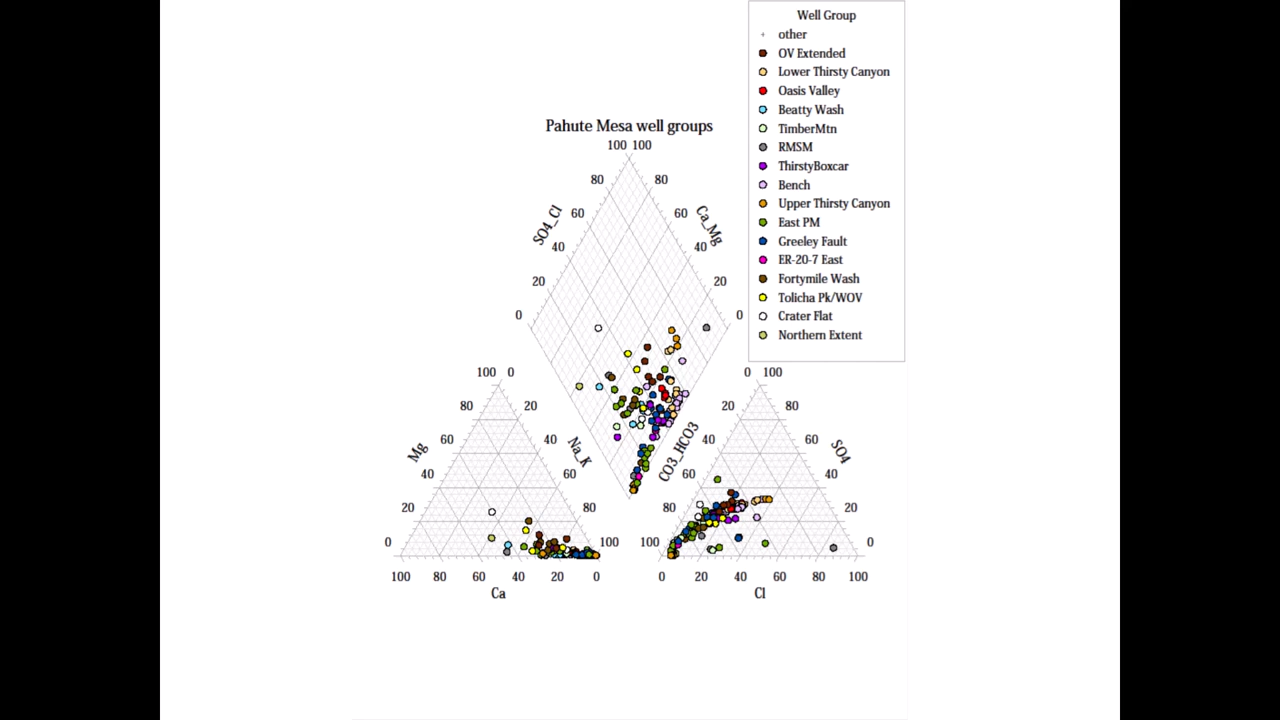 Well Group
other
OV Extended
Lower Thirsty Canyon
Oasis Valley
Beatty Wash
TimberMtn
RMSM
ThirstyBoxcar
Bench
Upper Thirsty Canyon
East PM
Greeley Fault
ER-20-7 East
Fortymile Wash
Tolicha Pk/WOV
Crater Flat
Northern Extent
Pahute Mesa well groups
100 100
80 80
60 60
SO4_Cl Ca_Mg
40 40
20 20
0 0
100 0 0 100
80 20 20 80
Mg 60 40 Na_K CO3_HCO3 40 60 SO4
40 60 60 40
20 80 80 20
0 100 100 0
100 80 60 40 20 0 0 20 40 60 80 100
Ca Cl